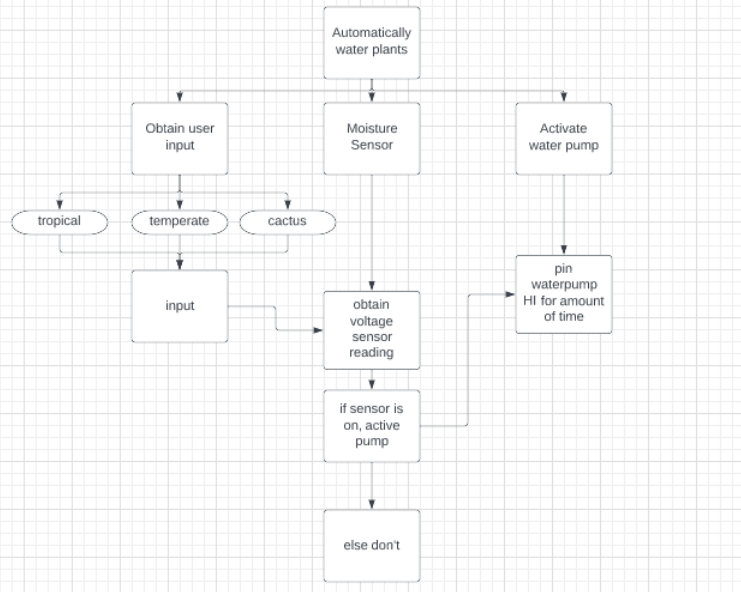 Automatically
water plants
Obtain user
input
Moisture
Sensor
Activate
water pump
tropical
temperate
cactus
input
obtain
voltage
sensor
reading
pin
waterpump
HI for amount
of time
if sensor is
on, active
pump
else don't